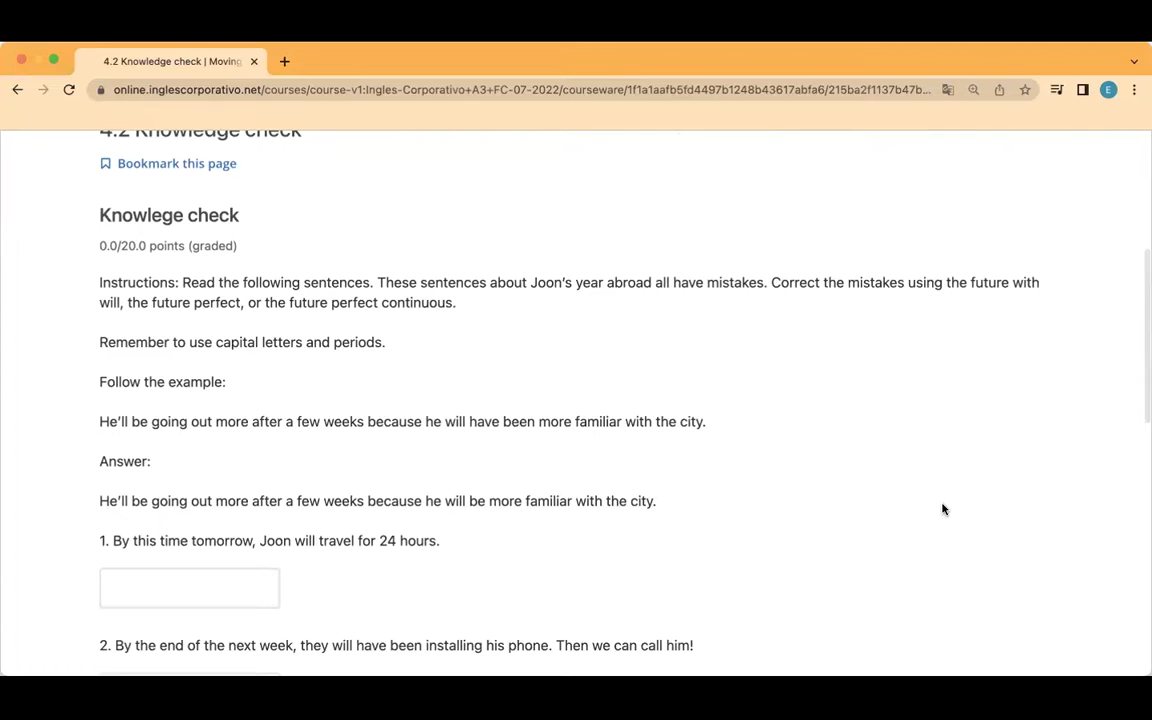 4.2 Knowledge check | Moving
online.inglescorporativo.net/courses/course-v1:Ingles-Corporativo+A3+FC-07-2022/courseware/1f1a1aafb5fd4497b1248b43617abfa6/215ba2f1137b47b...
E
4.2 Knowledge check
Bookmark this page
Knowlege check
0.0/20.0 points (graded)
Instructions: Read the following sentences. These sentences about Joon's year abroad all have mistakes. Correct the mistakes using the future with
will, the future perfect, or the future perfect continuous.
Remember to use capital letters and periods.
Follow the example:
He'll be going out more after a few weeks because he will have been more familiar with the city.
Answer:
He'll be going out more after a few weeks because he will be more familiar with the city.
1. By this time tomorrow, Joon will travel for 24 hours.
2. By the end of the next week, they will have been installing his phone. Then we can call him!